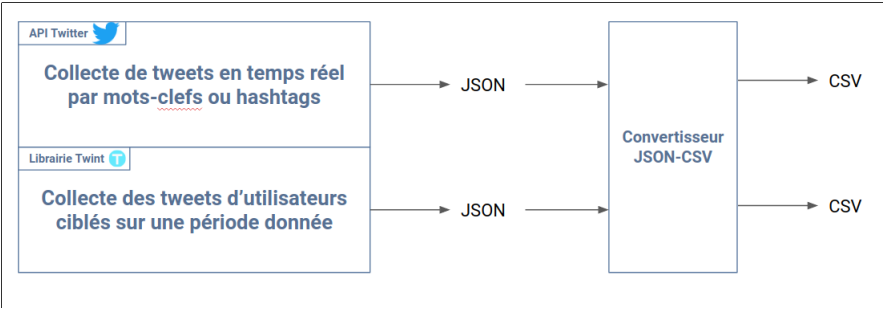 API Twitter
Collecte de tweets en temps réel
par mots-clefs ou hashtags
JSON
CSV
Convertisseur
JSON-CSV
Librairie Twint
T
Collecte des tweets d'utilisateurs
ciblés sur une période donnée
JSON
CSV